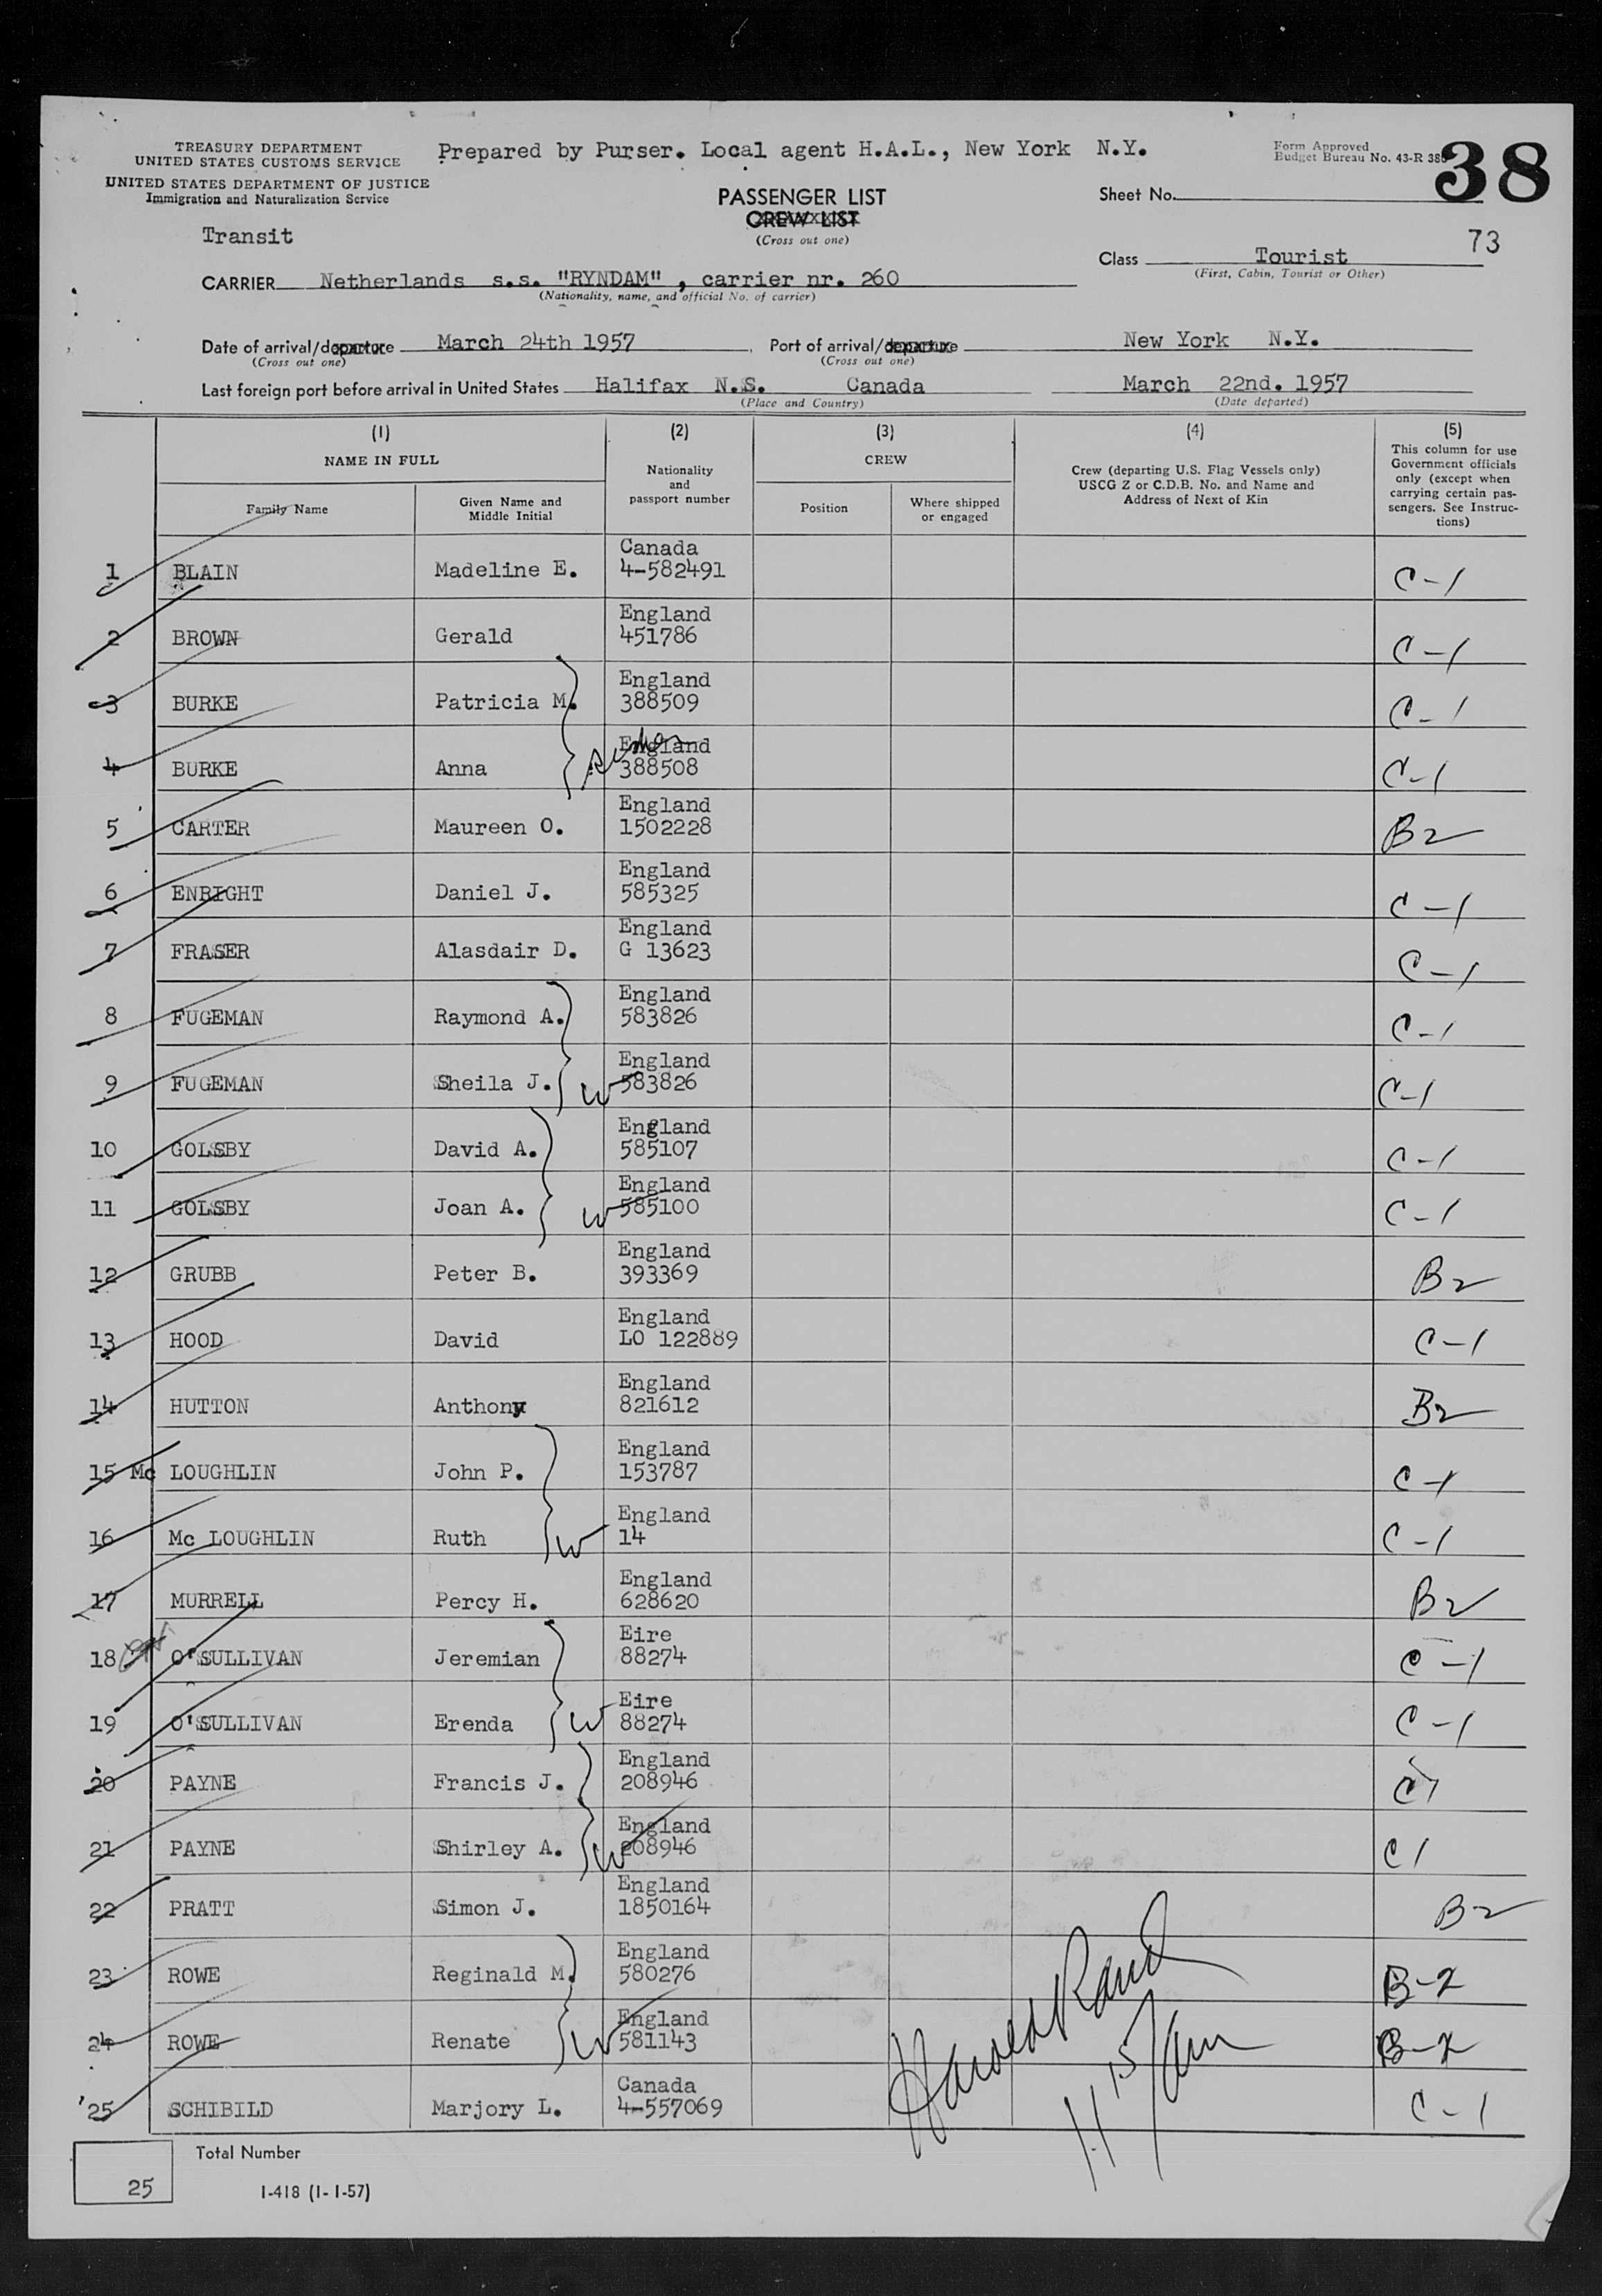 TREASURY DEPARTMENT
UNITED STATES CUSTOMS SERVICE
UNITED STATES DEPARTMENT OF JUSTICE
Immigration and Naturalization Service
Prepared by Purser. Local agent H.A.L., New York N.Y.
Form Approved
Budget Bureau No. 43-R 38
38
PASSENGER LIST
CREW LIST
(Cross out one)
Sheet No.
Transit
73
Class Tourist
(First, Cabin, Tourist or Other)
CARRIER Netherlands s.s. "RYNDAM" , carrier nr. 260
(Nationality, name, and official No. of carrier)
Date of arrival/departure March 24th 1957 Port of arrival/departure New York N.Y.
(Cross out one) (Cross out one)
Last foreign port before arrival in United States Halifax N.S. Canada March 22nd. 1957
(Place and Country) (Date departed)
(1) (2) (3) (4) (5)
NAME IN FULL
Family Name
Given Name and
Middle Initial
Nationality
and
passport number
CREW
Position
Where shipped
or engaged
Crew (departing U.S. Flag Vessels only)
USCG Z or C.D.B. No. and Name and
Address of Next of Kin
This column for use
Government officials
only (except when
carrying certain pas-
sengers. See Instruc-
tions)
Canada
1 BLAIN Madeline E. 4-582491 C-1
England
2 BROWN Gerald 451786 C-1
England
3 BURKE Patricia M. 388509 C-1
England
4 BURKE Anna 388508 C-1
England
5 CARTER Maureen O. 1502228 B2
England
6 ENRIGHT Daniel J. 585325 C-1
England
7 FRASER Alasdair D. G 13623 C-1
England
8 FUGEMAN Raymond A. 583826 C-1
England
9 FUGEMAN Sheila J. W 583826 C-1
England
10 GOLSBY David A. 585107 C-1
England
11 GOLSBY Joan A. W 585100 C-1
England
12 GRUBB Peter B. 393369 B2
England
13 HOOD David LO 122889 C-1
England
14 HUTTON Anthony 821612 B2
England
15 Mc LOUGHLIN John P. 153787 C-1
England
16 Mc LOUGHLIN Ruth W 14 C-1
England
17 MURRELL Percy H. 628620 B2
Eire
18 O'SULLIVAN Jeremian 88274 C-1
Eire
19 O'SULLIVAN Erenda W 88274 C-1
England
20 PAYNE Francis J. 208946 C1
England
21 PAYNE Shirley A. W 208946 C1
England
22 PRATT Simon J. 1850164 B-2
England
23 ROWE Reginald M. 580276 B-2
England
24 ROWE Renate W 581143 B-2
Canada
25 SCHIBILD Marjory L. 4-557069 C-1
Harold Rand
11 15/am
Total Number
25
I-418 (1-1-57)